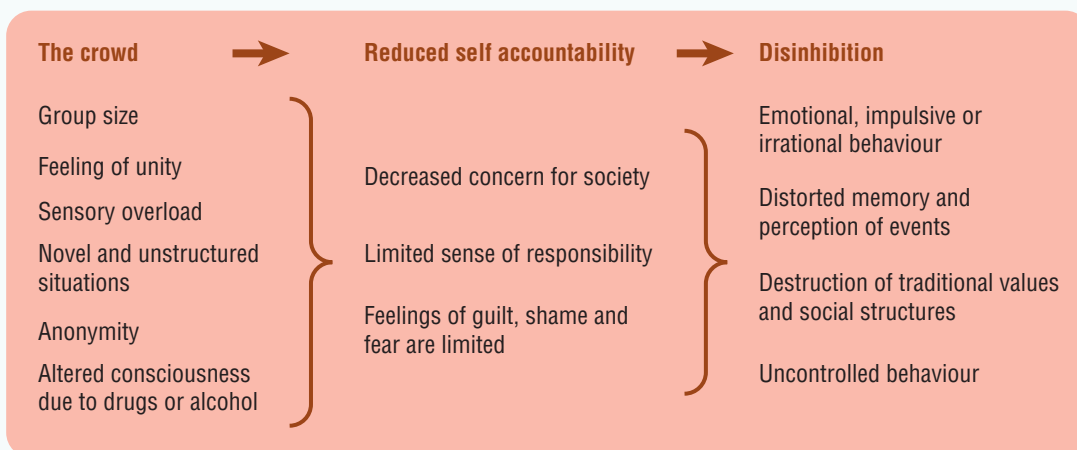 The crowd
Reduced self accountability
Disinhibition
Group size
Feeling of unity
Sensory overload
Novel and unstructured
situations
Anonymity
Altered consciousness
due to drugs or alcohol
Decreased concern for society
Limited sense of responsibility
Feelings of guilt, shame and
fear are limited
Emotional, impulsive or
irrational behaviour
Distorted memory and
perception of events
Destruction of traditional values
and social structures
Uncontrolled behaviour